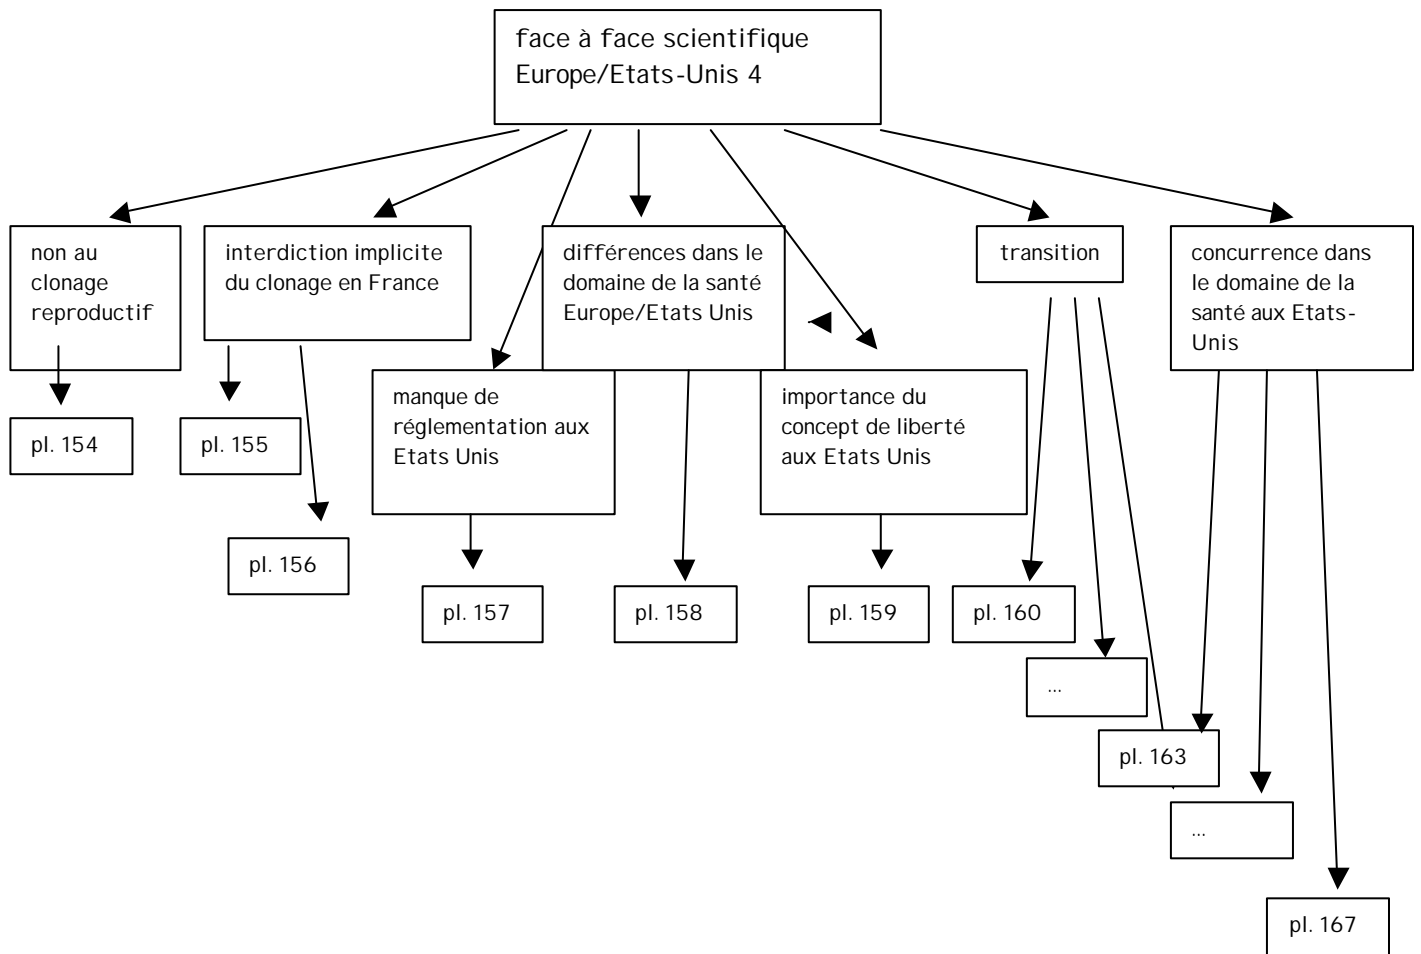 face à face scientifique
Europe/Etats-Unis 4
non au
clonage
reproductif
interdiction implicite
du clonage en France
différences dans le
domaine de la santé
Europe/Etats Unis
transition
concurrence dans
le domaine de la
santé aux Etats-
Unis
manque de
réglementation aux
Etats Unis
importance du
concept de liberté
aux Etats Unis
pl. 154
pl. 155
pl. 156
pl. 157
pl. 158
pl. 159
pl. 160
...
pl. 163
...
pl. 167